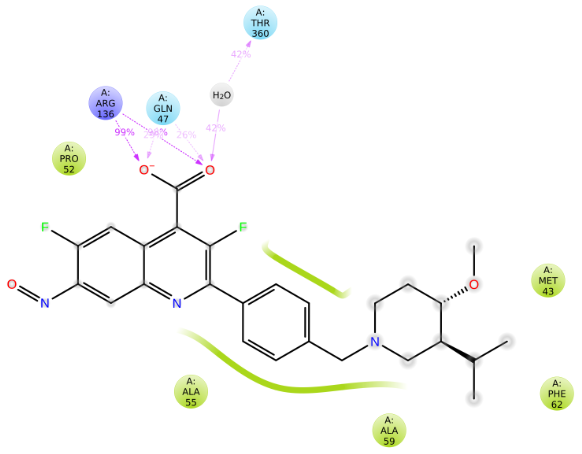 A:
THR
360
42%
A:
ARG
136
A:
GLN
47
H₂O
99%
26%
42%
A:
PRO
52
O⁻
O
F
F
O
N
N
N
O
A:
MET
43
A:
ALA
55
A:
ALA
59
A:
PHE
62